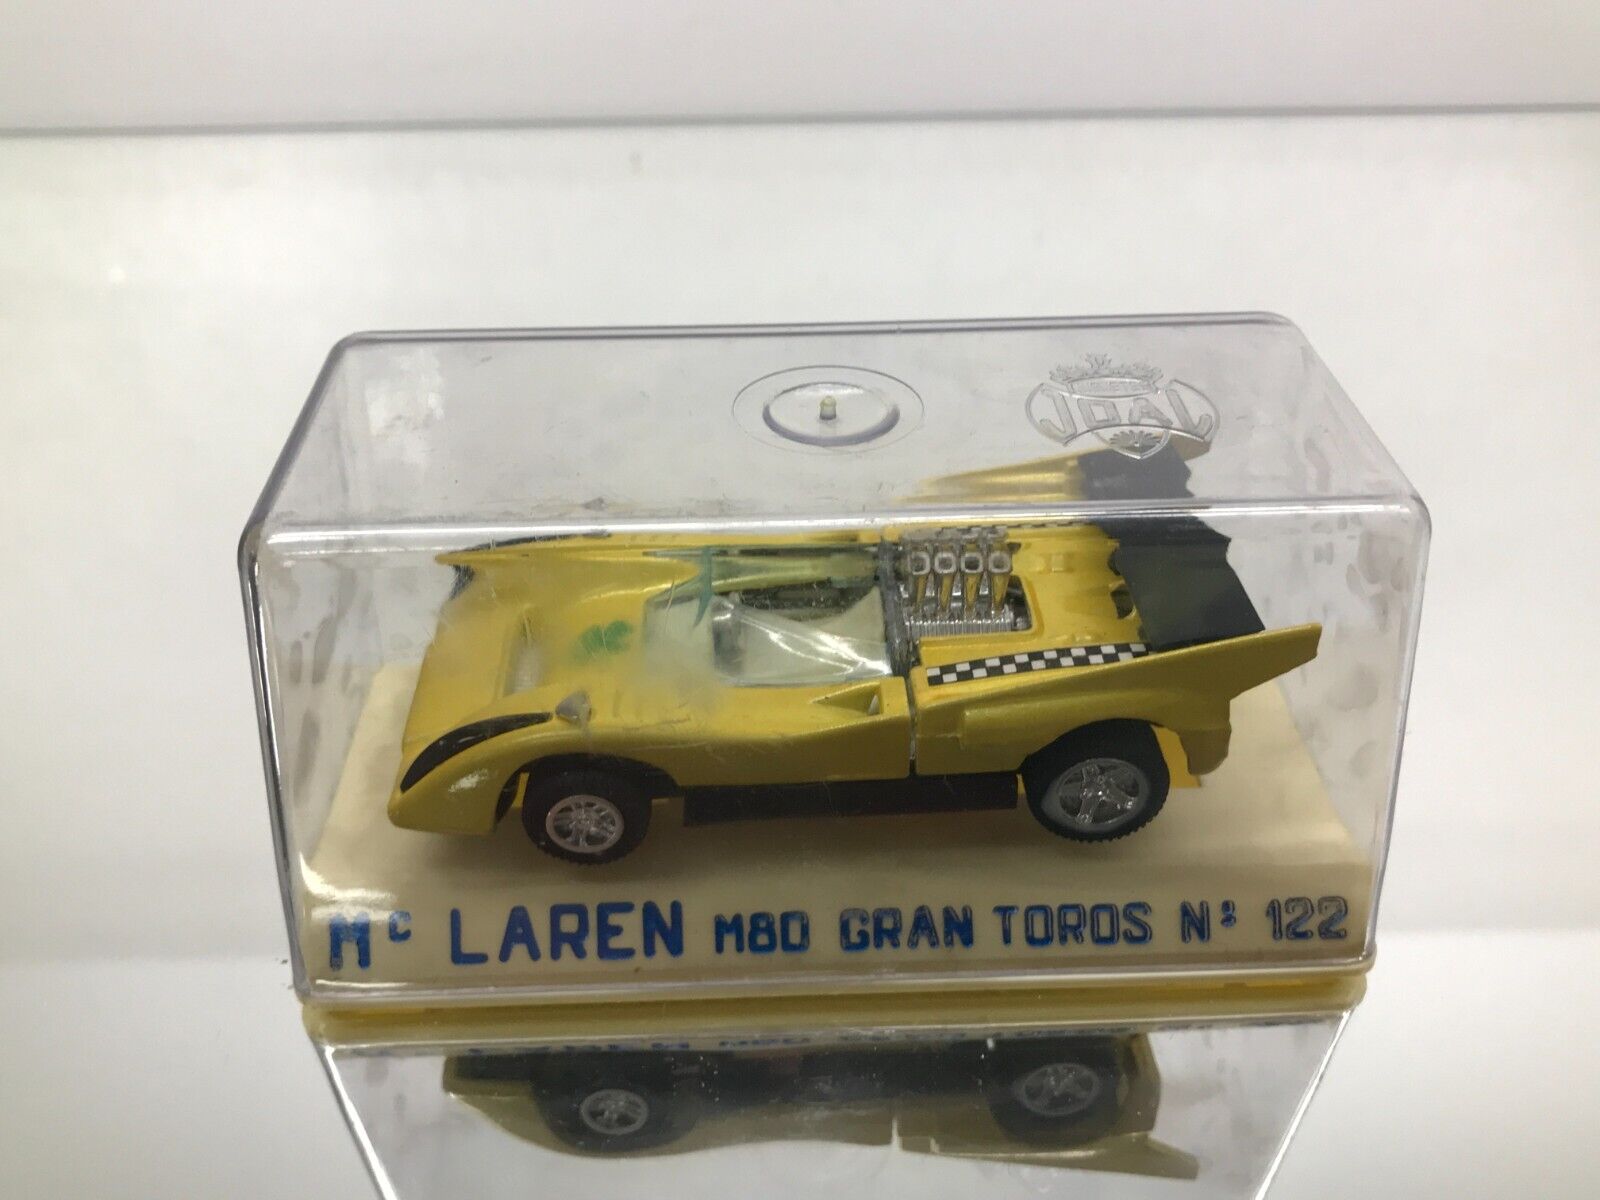 JOAL
Mc LAREN M8D GRAN TOROS Nº 122